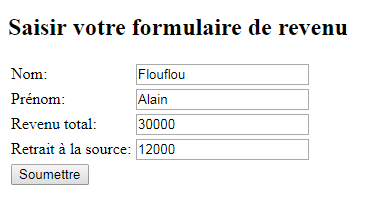 Saisir votre formulaire de revenu
Nom: Flouflou
Prénom: Alain
Revenu total: 30000
Retrait à la source: 12000
Soumettre